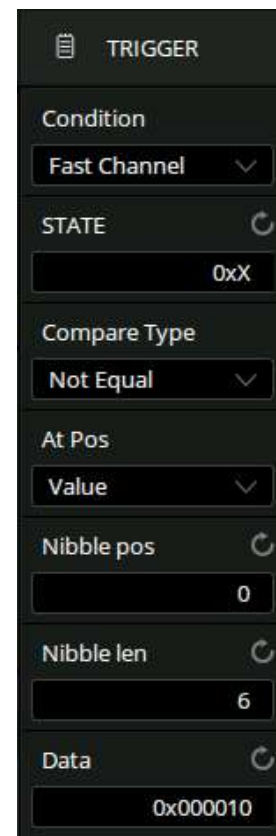 TRIGGER
Condition
Fast Channel
STATE
0xX
Compare Type
Not Equal
At Pos
Value
Nibble pos
0
Nibble len
6
Data
0x000010